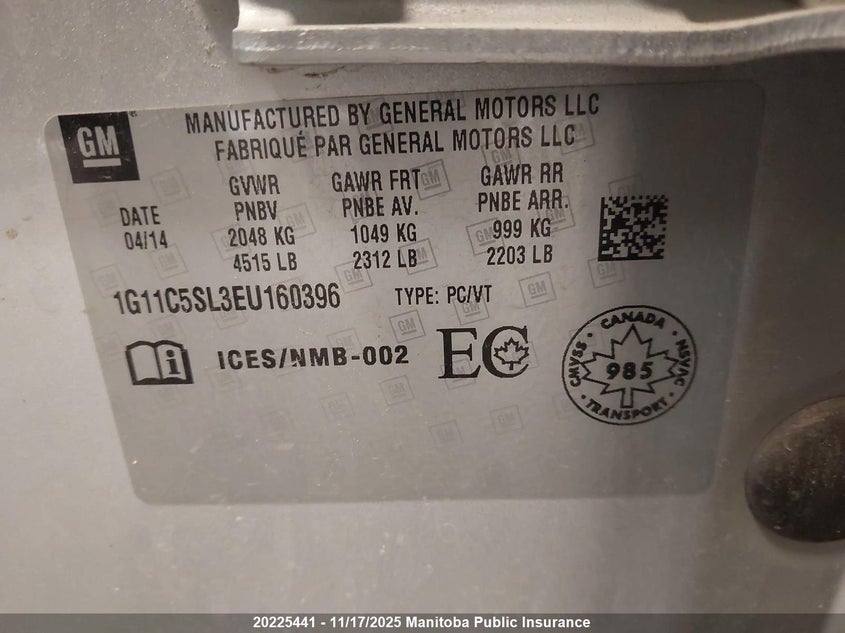 GM
MANUFACTURED BY GENERAL MOTORS LLC
FABRIQUÉ PAR GENERAL MOTORS LLC
GVWR GAWR FRT GAWR RR
DATE PNBV PNBE AV. PNBE ARR.
04/14 2048 KG 1049 KG 999 KG
4515 LB 2312 LB 2203 LB
1G11C5SL3EU160396 TYPE: PC/VT
i ICES/NMB-002 EC
CANADA
CMVSS 985 NSVAC
TRANSPORT
20225441 - 11/17/2025 Manitoba Public Insurance